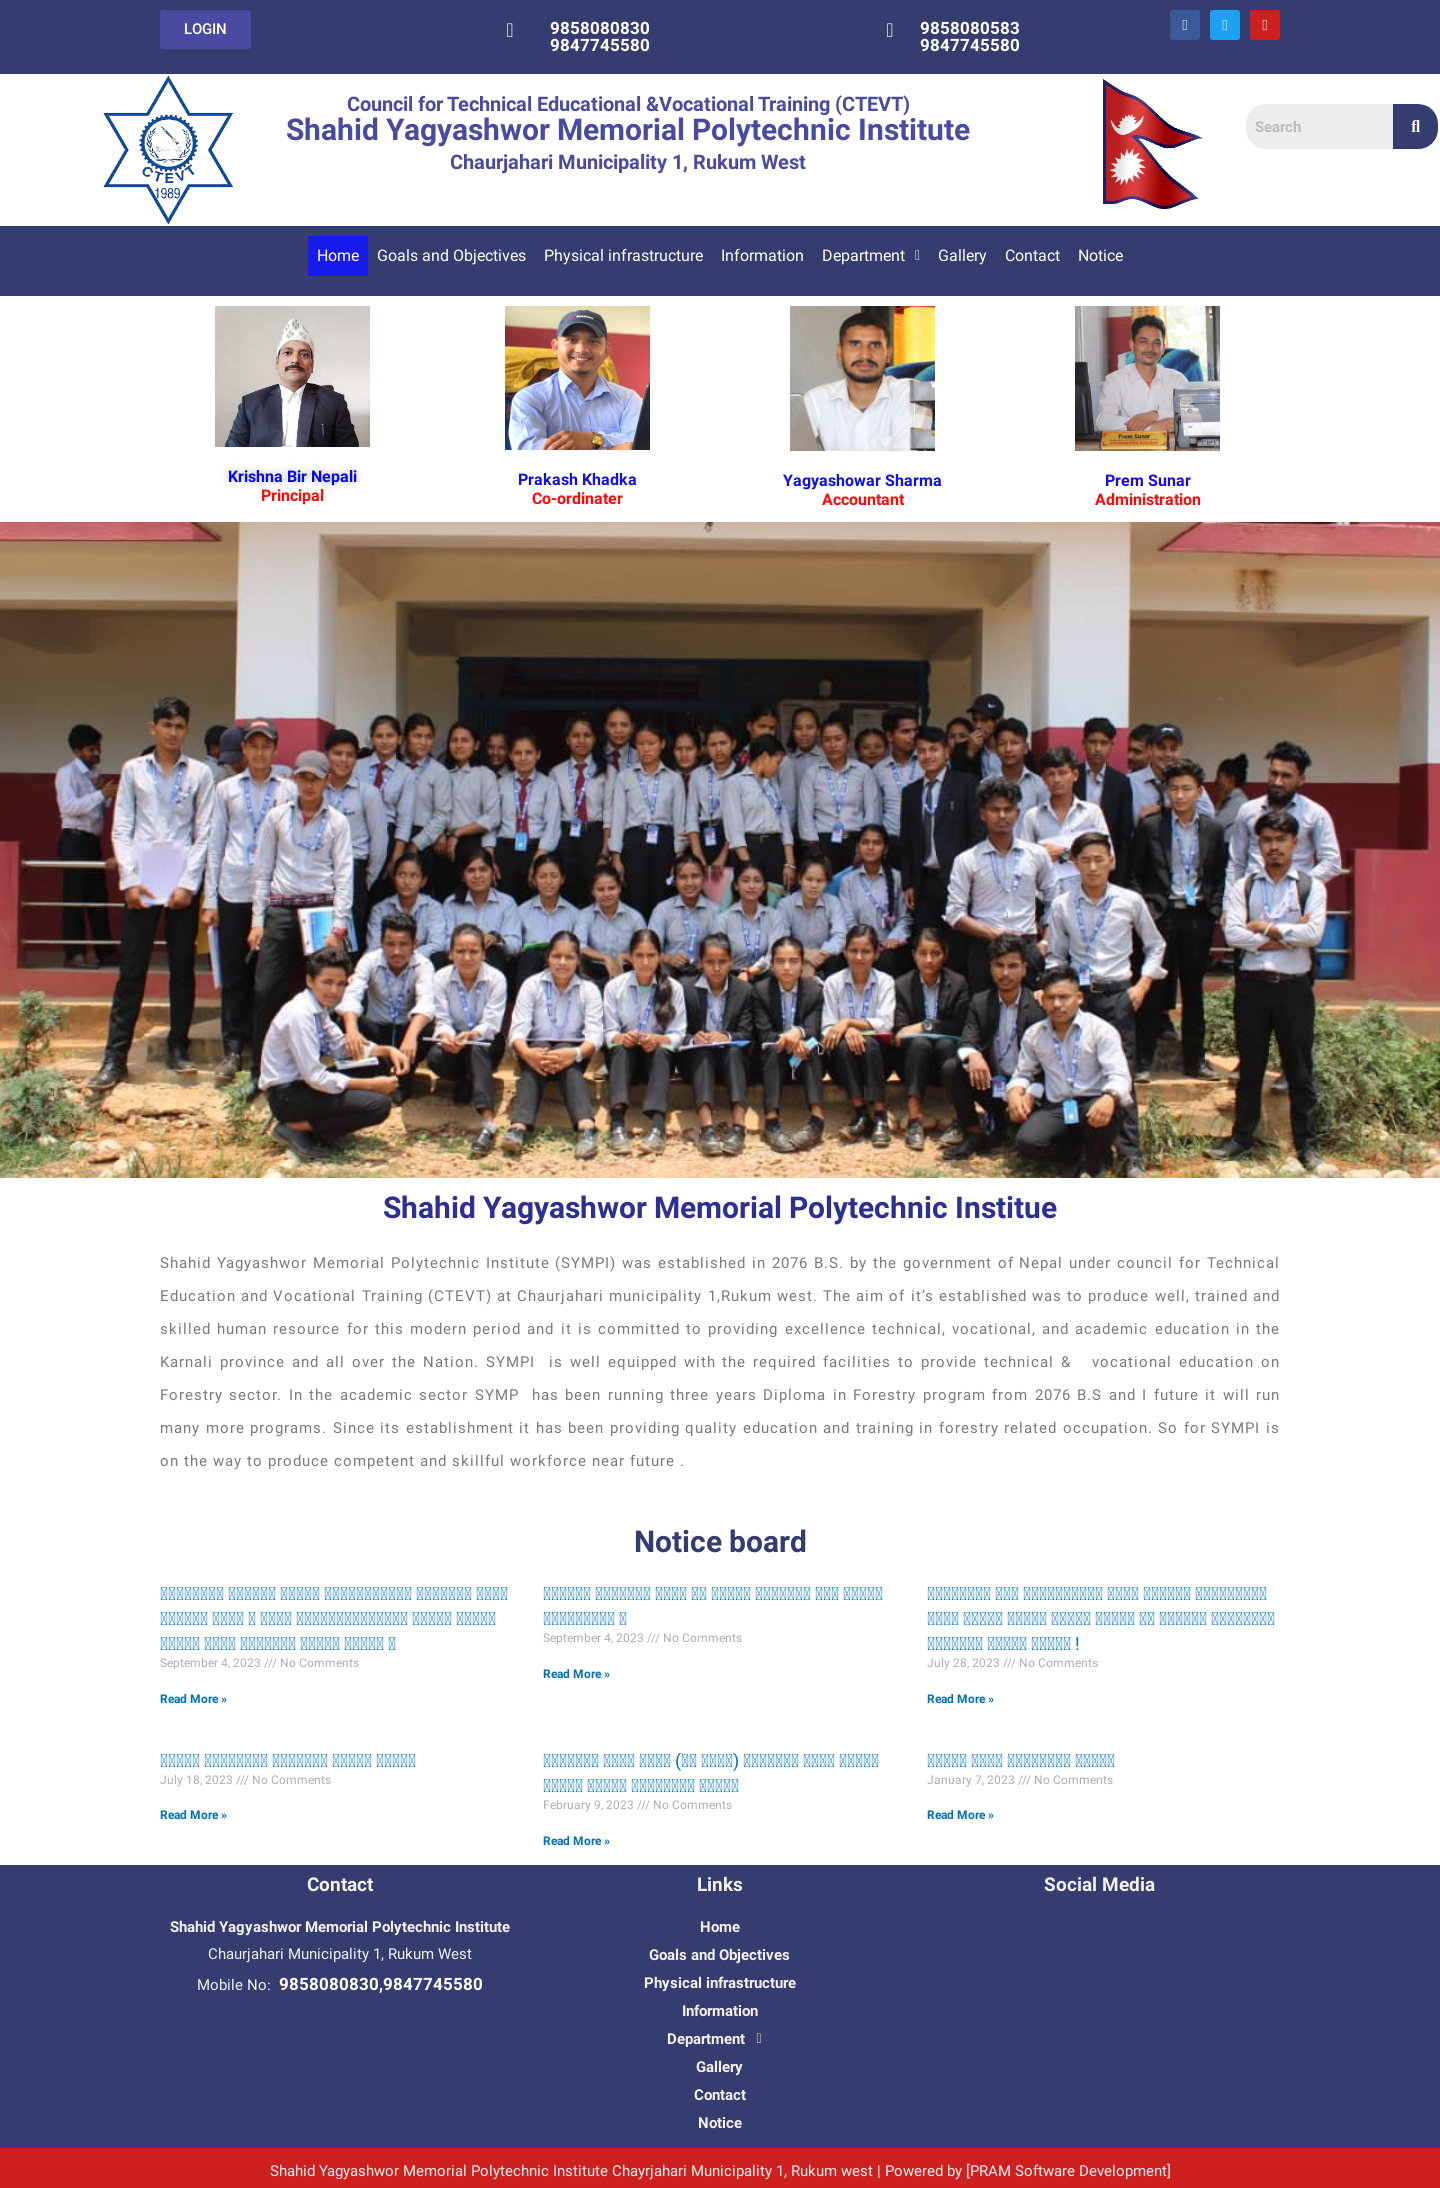 LOGIN
9858080830
9847745580
9858080583
9847745580
CTEVT
1989
Council for Technical Educational &Vocational Training (CTEVT)
Shahid Yagyashwor Memorial Polytechnic Institute
Chaurjahari Municipality 1, Rukum West
Search
Home Goals and Objectives Physical infrastructure Information Department Gallery Contact Notice
Prem Sunar
Krishna Bir Nepali
Principal
Prakash Khadka
Co-ordinater
Yagyashowar Sharma
Accountant
Prem Sunar
Administration
Shahid Yagyashwor Memorial Polytechnic Institue
Shahid Yagyashwor Memorial Polytechnic Institute (SYMPI) was established in 2076 B.S. by the government of Nepal under council for Technical
Education and Vocational Training (CTEVT) at Chaurjahari municipality 1,Rukum west. The aim of it’s established was to produce well, trained and
skilled human resource for this modern period and it is committed to providing excellence technical, vocational, and academic education in the
Karnali province and all over the Nation. SYMPI is well equipped with the required facilities to provide technical & vocational education on
Forestry sector. In the academic sector SYMP has been running three years Diploma in Forestry program from 2076 B.S and I future it will run
many more programs. Since its establishment it has been providing quality education and training in forestry related occupation. So for SYMPI is
on the way to produce competent and skillful workforce near future .
Notice board
September 4, 2023 /// No Comments
Read More »
September 4, 2023 /// No Comments
Read More »
!
July 28, 2023 /// No Comments
Read More »
July 18, 2023 /// No Comments
Read More »
February 9, 2023 /// No Comments
Read More »
January 7, 2023 /// No Comments
Read More »
Contact
Shahid Yagyashwor Memorial Polytechnic Institute
Chaurjahari Municipality 1, Rukum West
Mobile No: 9858080830,9847745580
Links
Home
Goals and Objectives
Physical infrastructure
Information
Department
Gallery
Contact
Notice
Social Media
Shahid Yagyashwor Memorial Polytechnic Institute Chayrjahari Municipality 1, Rukum west | Powered by [PRAM Software Development]